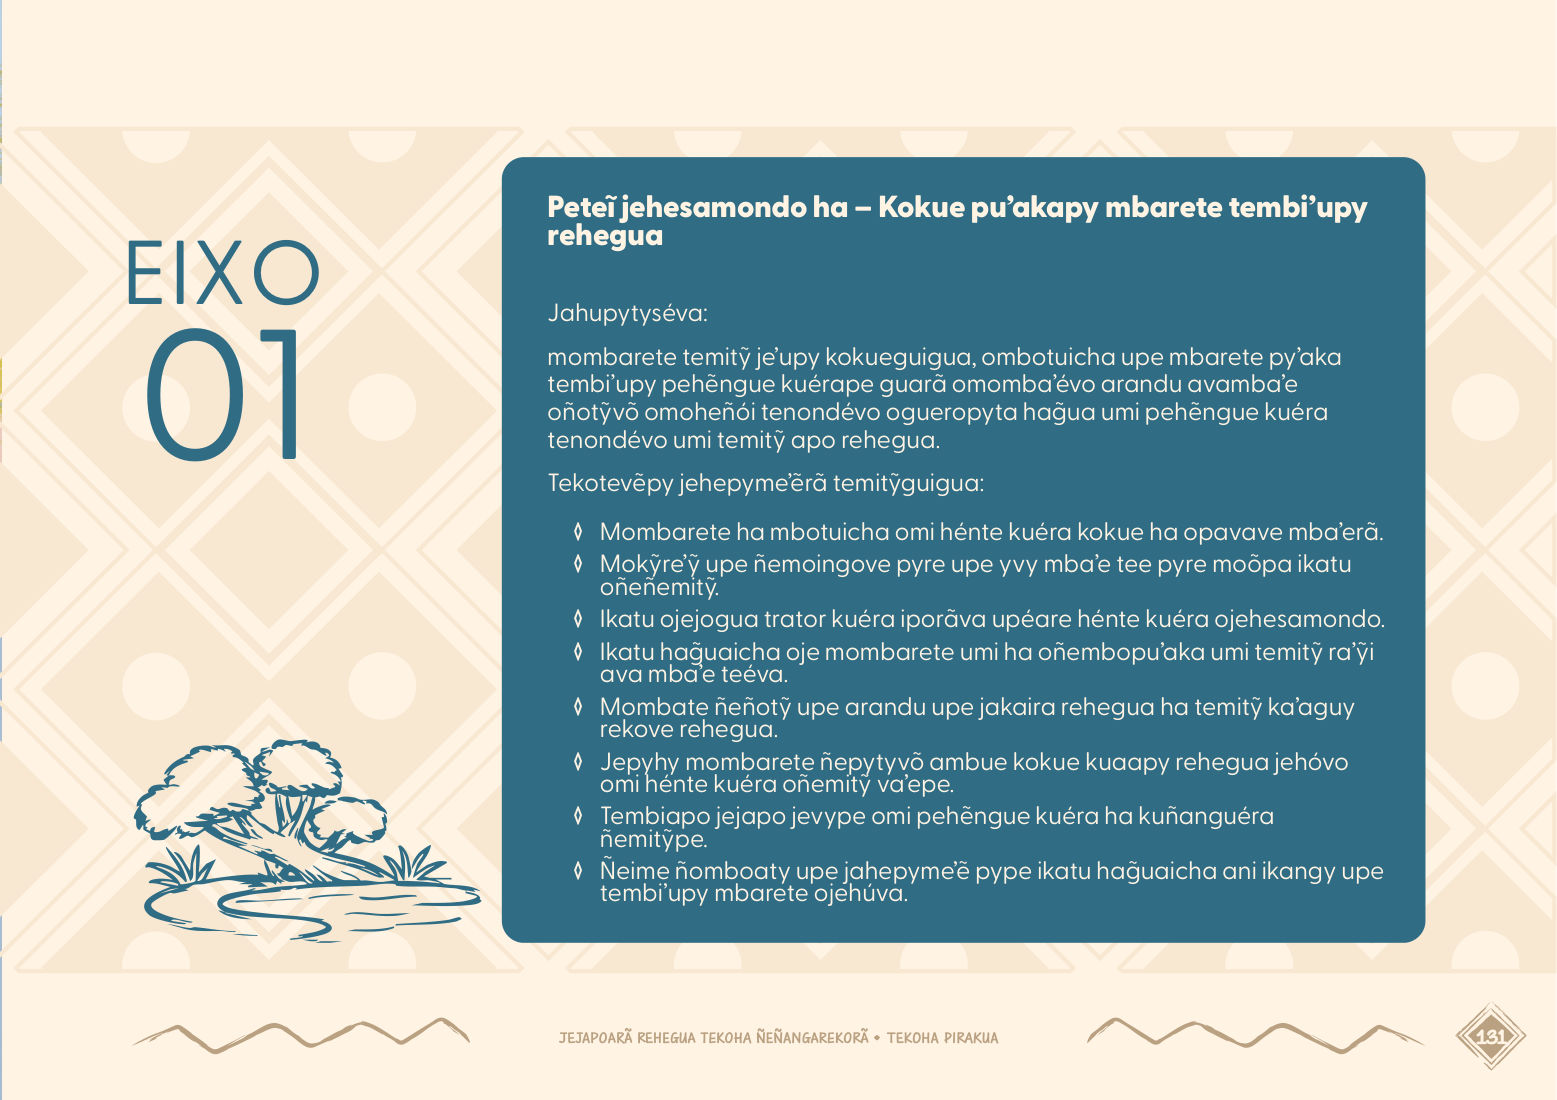 EIXO
01
Peteĩ jehesamondo ha – Kokue pu’akapy mbarete tembi’upy
rehegua
Jahupytyséva:
mombarete temitỹ je’upy kokueguigua, ombotuicha upe mbarete py’aka
tembi’upy pehẽngue kuérape guarã omomba’évo arandu avamba’e
oñotỹvõ omoheñói tenondévo ogueropyta hag̃ua umi pehẽngue kuéra
tenondévo umi temitỹ apo rehegua.
Tekotevẽpy jehepyme’ẽrã temitỹguigua:
◊ Mombarete ha mbotuicha omi hénte kuéra kokue ha opavave mba’erã.
◊ Mokỹre’ỹ upe ñemoingove pyre upe yvy mba’e tee pyre moõpa ikatu
oñeñemitỹ.
◊ Ikatu ojejogua trator kuéra iporãva upéare hénte kuéra ojehesamondo.
◊ Ikatu hag̃uaicha oje mombarete umi ha oñembopu’aka umi temitỹ ra’ỹi
ava mba’e teéva.
◊ Mombate ñeñotỹ upe arandu upe jakaira rehegua ha temitỹ ka’aguy
rekove rehegua.
◊ Jepyhy mombarete ñepytyvõ ambue kokue kuaapy rehegua jehóvo
omi hénte kuéra oñemitỹ va’epe.
◊ Tembiapo jejapo jevype omi pehẽngue kuéra ha kuñanguéra
ñemitỹpe.
◊ Ñeime ñomboaty upe jahepyme’ẽ pype ikatu hag̃uaicha ani ikangy upe
tembi’upy mbarete ojehúva.
JEJAPOARÃ REHEGUA TEKOHA ÑEÑANGAREKORÃ • TEKOHA PIRAKUA
131